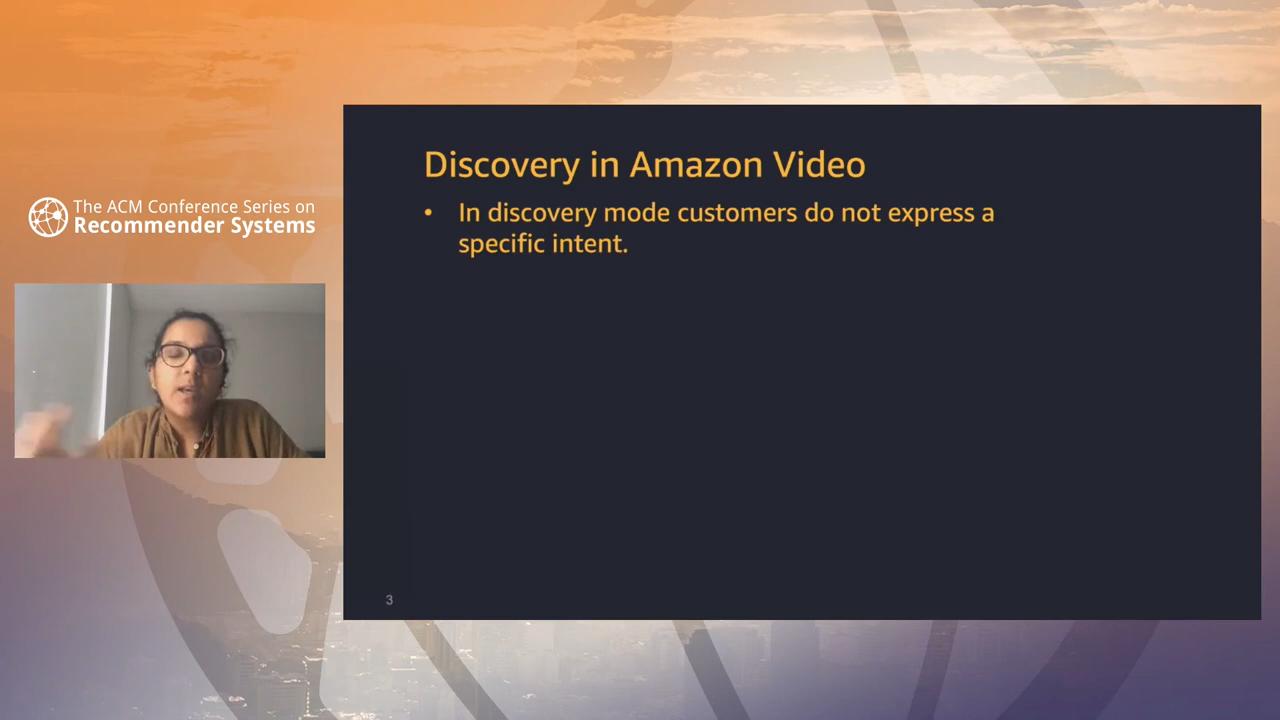 The ACM Conference Series on
Recommender Systems
Discovery in Amazon Video
• In discovery mode customers do not express a
specific intent.
3